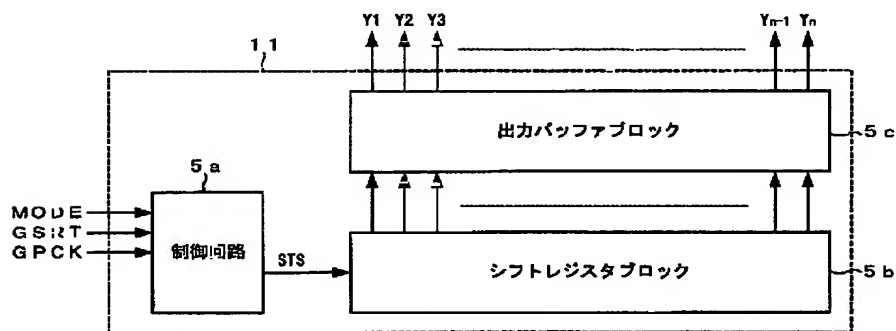 Y1 Y2 Y3 Yn-1 Yn
11
出力バッファブロック
5c
5a
MODE
GSRT
GPCK
制御回路
STS
シフトレジスタブロック
5b